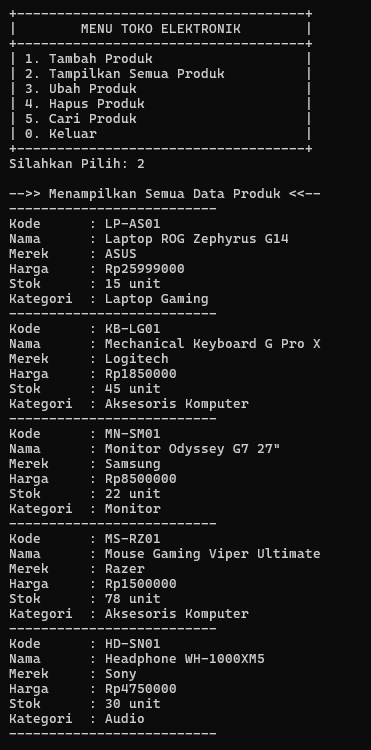 +------------------------------------+
|        MENU TOKO ELEKTRONIK        |
+------------------------------------+
| 1. Tambah Produk                   |
| 2. Tampilkan Semua Produk          |
| 3. Ubah Produk                     |
| 4. Hapus Produk                    |
| 5. Cari Produk                     |
| 0. Keluar                          |
+------------------------------------+
Silahkan Pilih: 2

-->> Menampilkan Semua Data Produk <<--
--------------------------
Kode      : LP-AS01
Nama      : Laptop ROG Zephyrus G14
Merek     : ASUS
Harga     : Rp25999000
Stok      : 15 unit
Kategori  : Laptop Gaming
--------------------------
Kode      : KB-LG01
Nama      : Mechanical Keyboard G Pro X
Merek     : Logitech
Harga     : Rp1850000
Stok      : 45 unit
Kategori  : Aksesoris Komputer
--------------------------
Kode      : MN-SM01
Nama      : Monitor Odyssey G7 27"
Merek     : Samsung
Harga     : Rp8500000
Stok      : 22 unit
Kategori  : Monitor
--------------------------
Kode      : MS-RZ01
Nama      : Mouse Gaming Viper Ultimate
Merek     : Razer
Harga     : Rp1500000
Stok      : 78 unit
Kategori  : Aksesoris Komputer
--------------------------
Kode      : HD-SN01
Nama      : Headphone WH-1000XM5
Merek     : Sony
Harga     : Rp4750000
Stok      : 30 unit
Kategori  : Audio
--------------------------